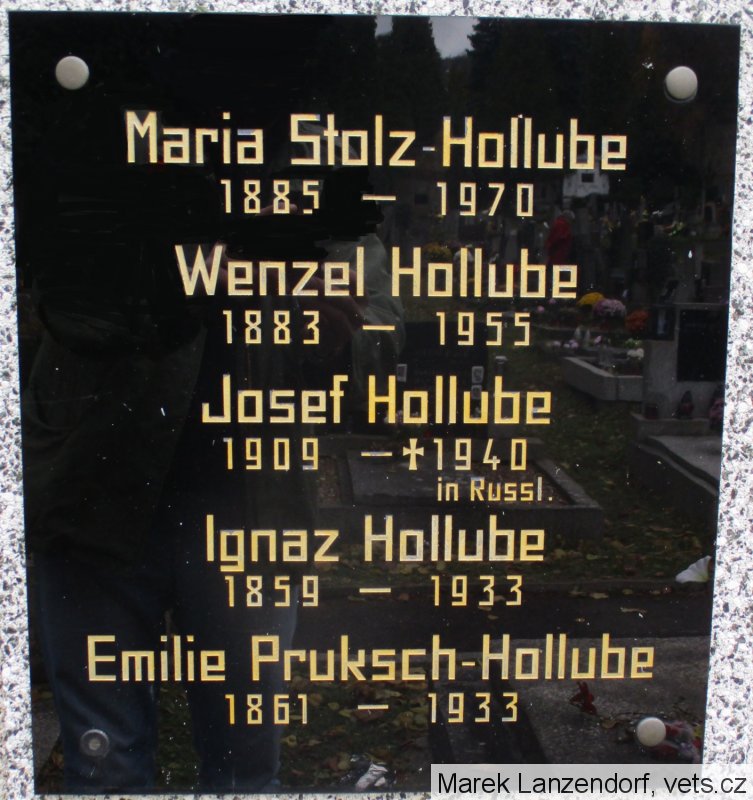 Maria Stolz-Hollube
1885 – 1970
Wenzel Hollube
1883 – 1955
Josef Hollube
1909 – ✝1940
in Russl.
Ignaz Hollube
1859 – 1933
Emilie Pruksch-Hollube
1861 – 1933
Marek Lanzendorf, vets.cz